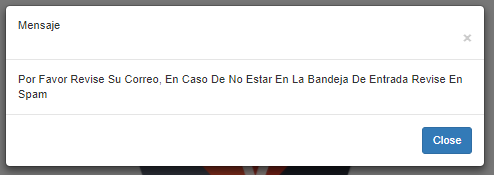 Mensaje
×
Por Favor Revise Su Correo, En Caso De No Estar En La Bandeja De Entrada Revise En
Spam
Close